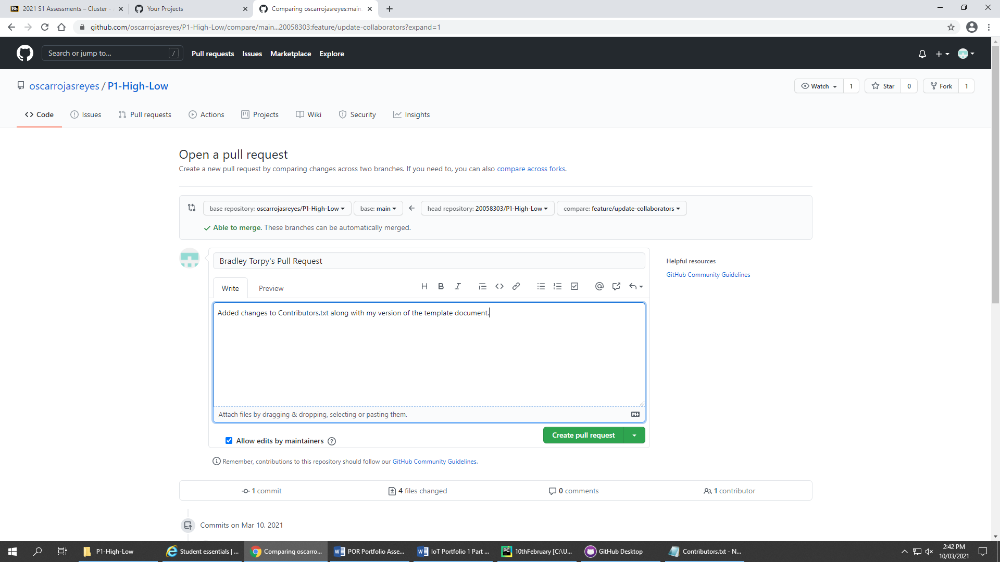 2021 S1 Assessments – Cluster -
Your Projects
Comparing oscarrojasreyes:main
github.com/oscarrojasreyes/P1-High-Low/compare/main...20058303:feature/update-collaborators?expand=1
Search or jump to...
/
Pull requests
Issues
Marketplace
Explore
oscarrojasreyes / P1-High-Low
Watch 1
Star 0
Fork 1
Code
Issues
Pull requests
Actions
Projects
Wiki
Security
Insights
Open a pull request
Create a new pull request by comparing changes across two branches. If you need to, you can also compare across forks.
base repository: oscarrojasreyes/P1-High-Low
base: main
head repository: 20058303/P1-High-Low
compare: feature/update-collaborators
Able to merge. These branches can be automatically merged.
Bradley Torpy's Pull Request
Helpful resources
GitHub Community Guidelines
Write
Preview
H B I
Added changes to Contributors.txt along with my version of the template document.
Attach files by dragging & dropping, selecting or pasting them.
Allow edits by maintainers
Create pull request
Remember, contributions to this repository should follow our GitHub Community Guidelines.
1 commit
4 files changed
0 comments
1 contributor
Commits on Mar 10, 2021
P1-High-Low
Student essentials | ...
Comparing oscarro...
POR Portfolio Asse...
IoT Portfolio 1 Part ...
10thFebruary [C:\U...
GitHub Desktop
Contributors.txt - N...
2:42 PM
10/03/2021